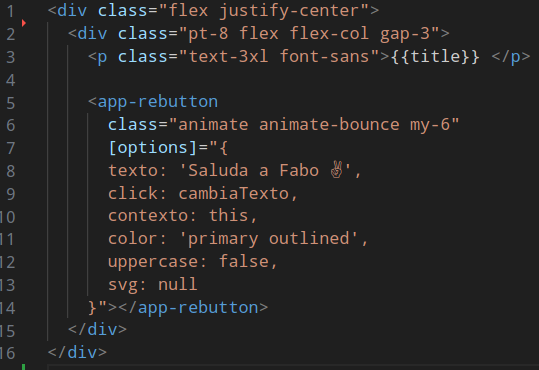 1 <div class="flex justify-center">
2 <div class="pt-8 flex flex-col gap-3">
3 <p class="text-3xl font-sans">{{title}} </p>
4
5 <app-rebutton
6 class="animate animate-bounce my-6"
7 [options]="{
8 texto: 'Saluda a Fabo ✌',
9 click: cambiaTexto,
10 contexto: this,
11 color: 'primary outlined',
12 uppercase: false,
13 svg: null
14 }"></app-rebutton>
15 </div>
16 </div>